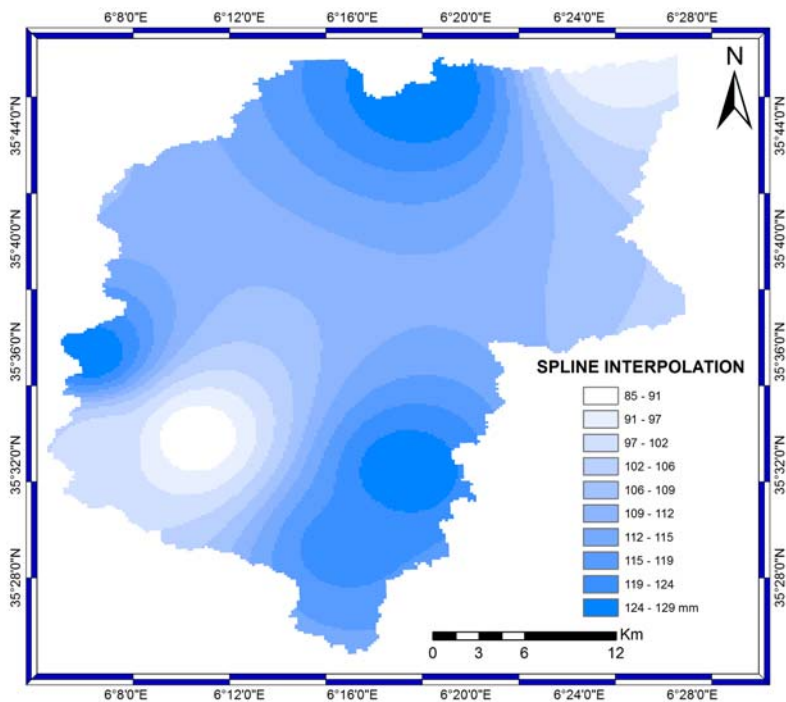 6°8'0"E 6°12'0"E 6°16'0"E 6°20'0"E 6°24'0"E 6°28'0"E
N
35°44'0"N 35°44'0"N
35°40'0"N 35°40'0"N
35°36'0"N 35°36'0"N
SPLINE INTERPOLATION
85 - 91
91 - 97
97 - 102
35°32'0"N 35°32'0"N
102 - 106
106 - 109
109 - 112
112 - 115
115 - 119
35°28'0"N 35°28'0"N
119 - 124
124 - 129 mm
Km
0 3 6 12
6°8'0"E 6°12'0"E 6°16'0"E 6°20'0"E 6°24'0"E 6°28'0"E